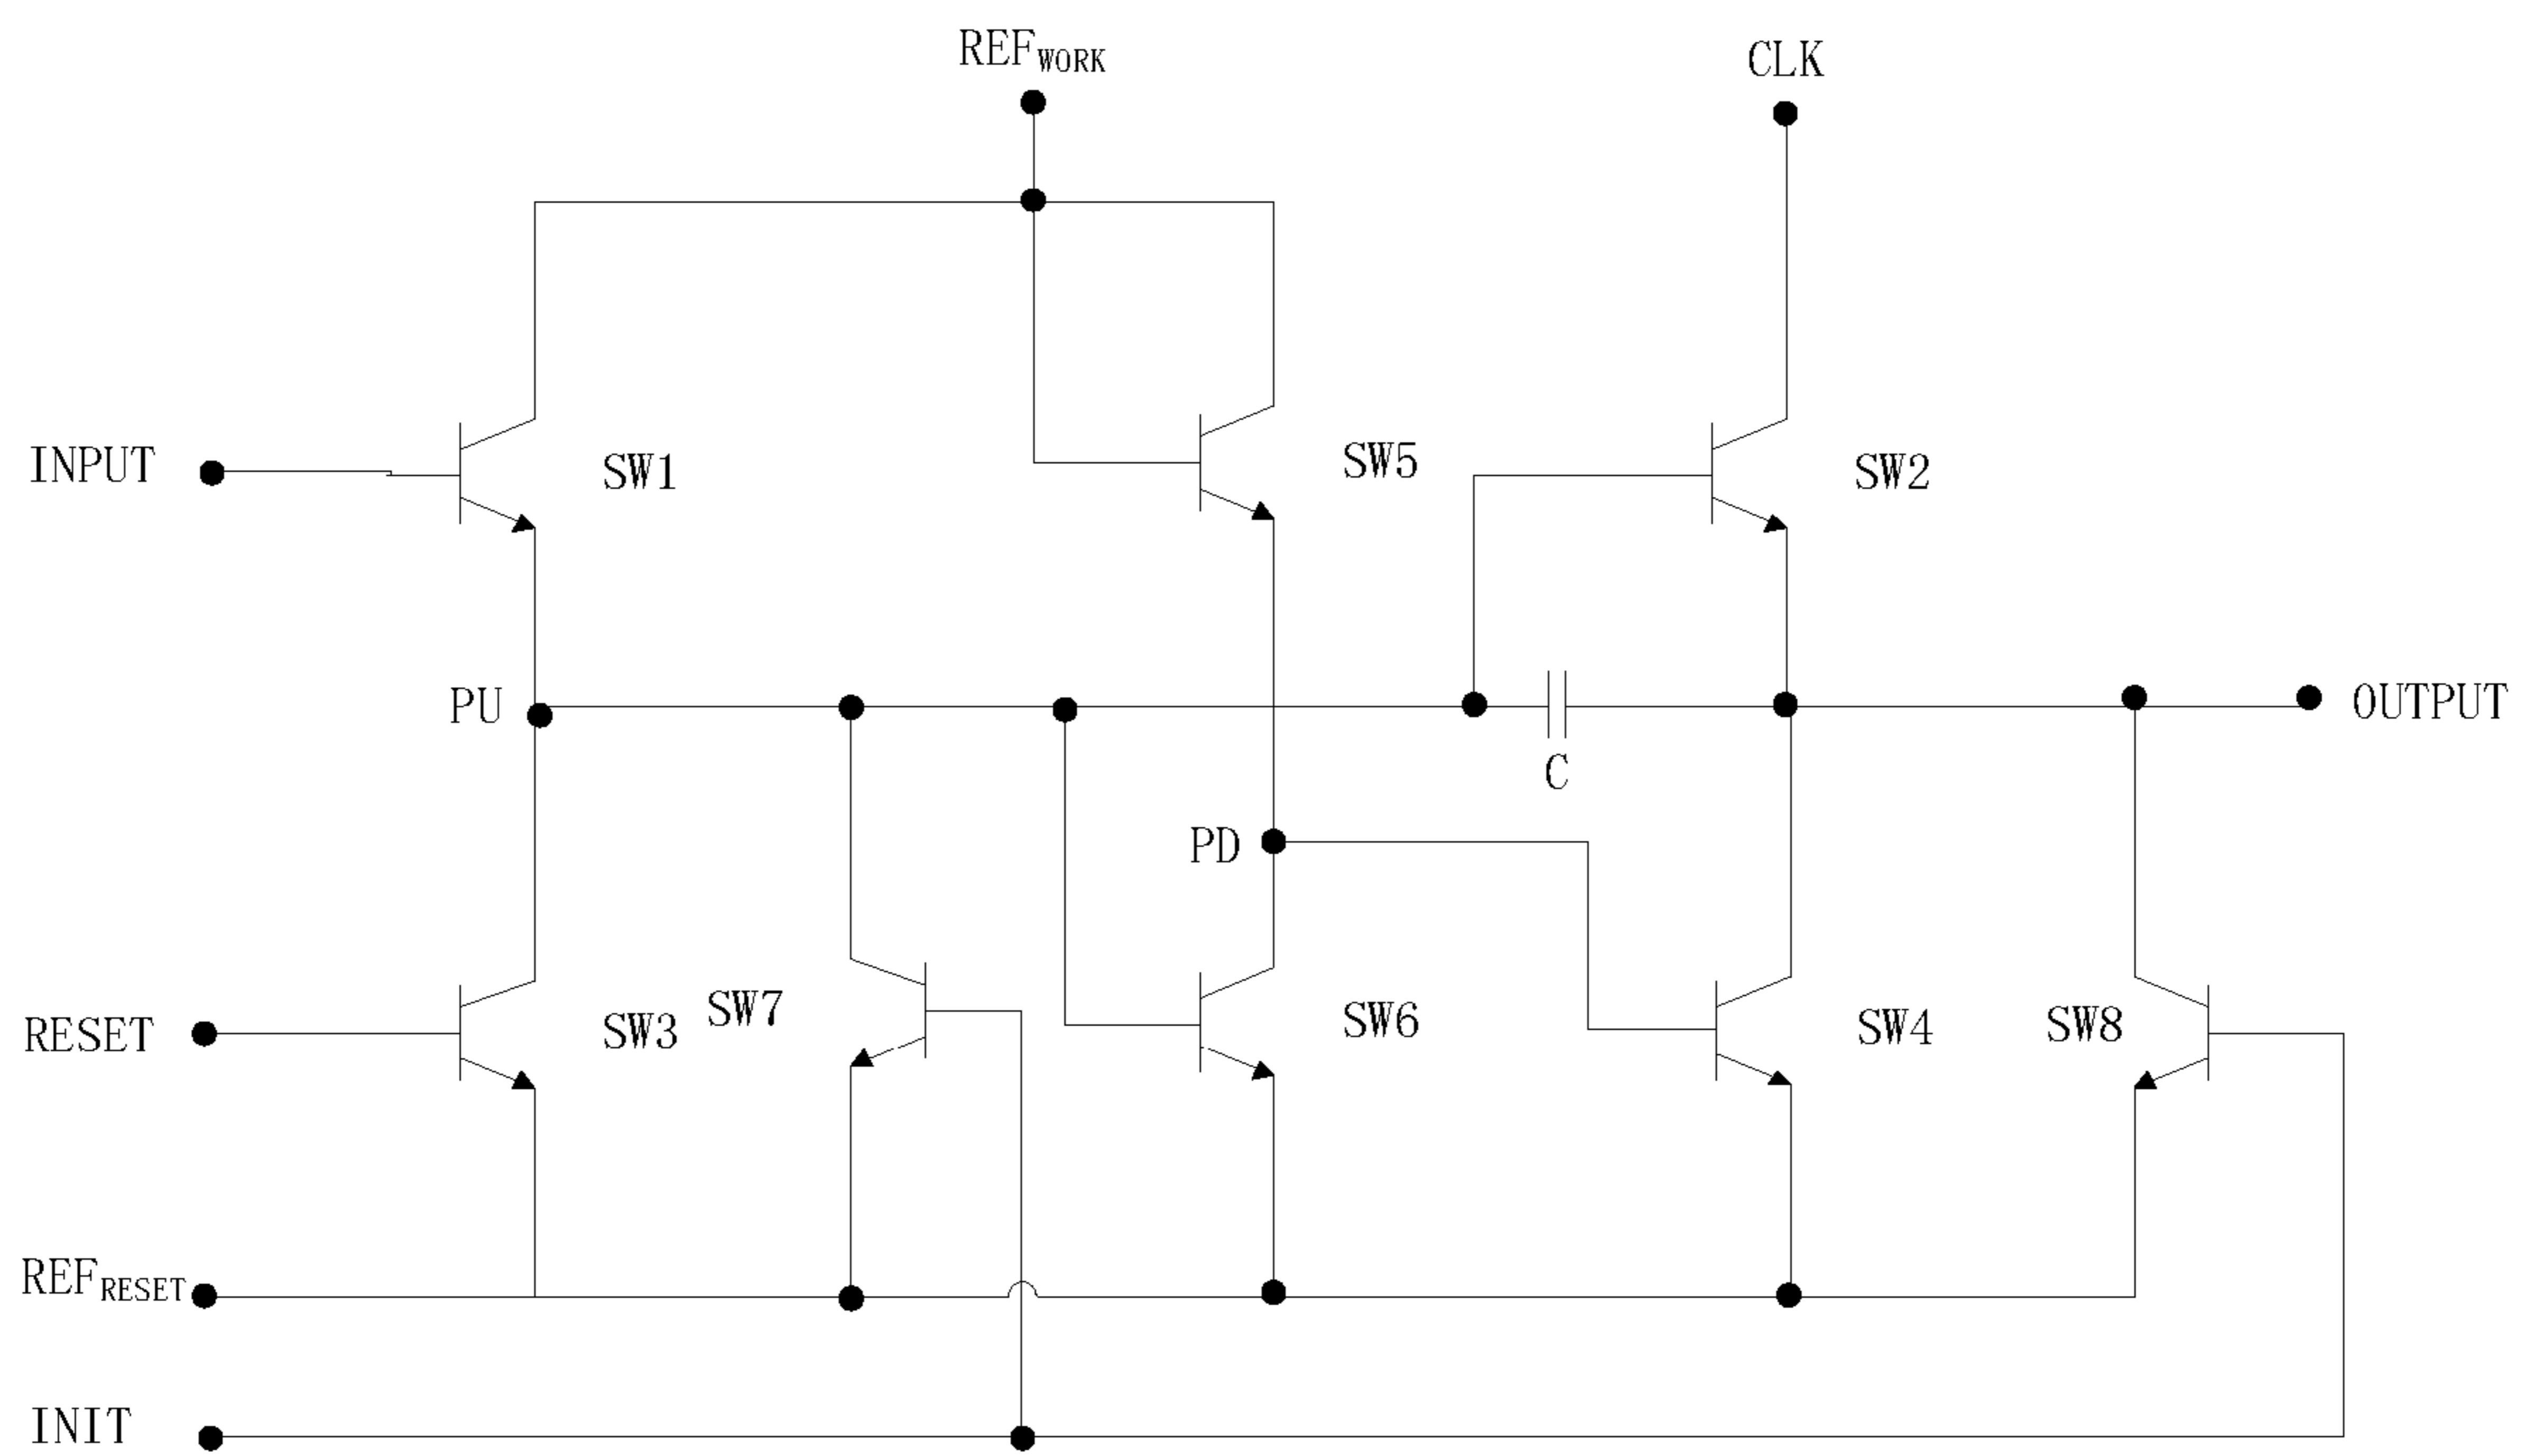 REFWORK
CLK
INPUT
SW1
SW5
SW2
PU
OUTPUT
C
PD
RESET
SW3
SW7
SW6
SW4
SW8
REFRESET
INIT